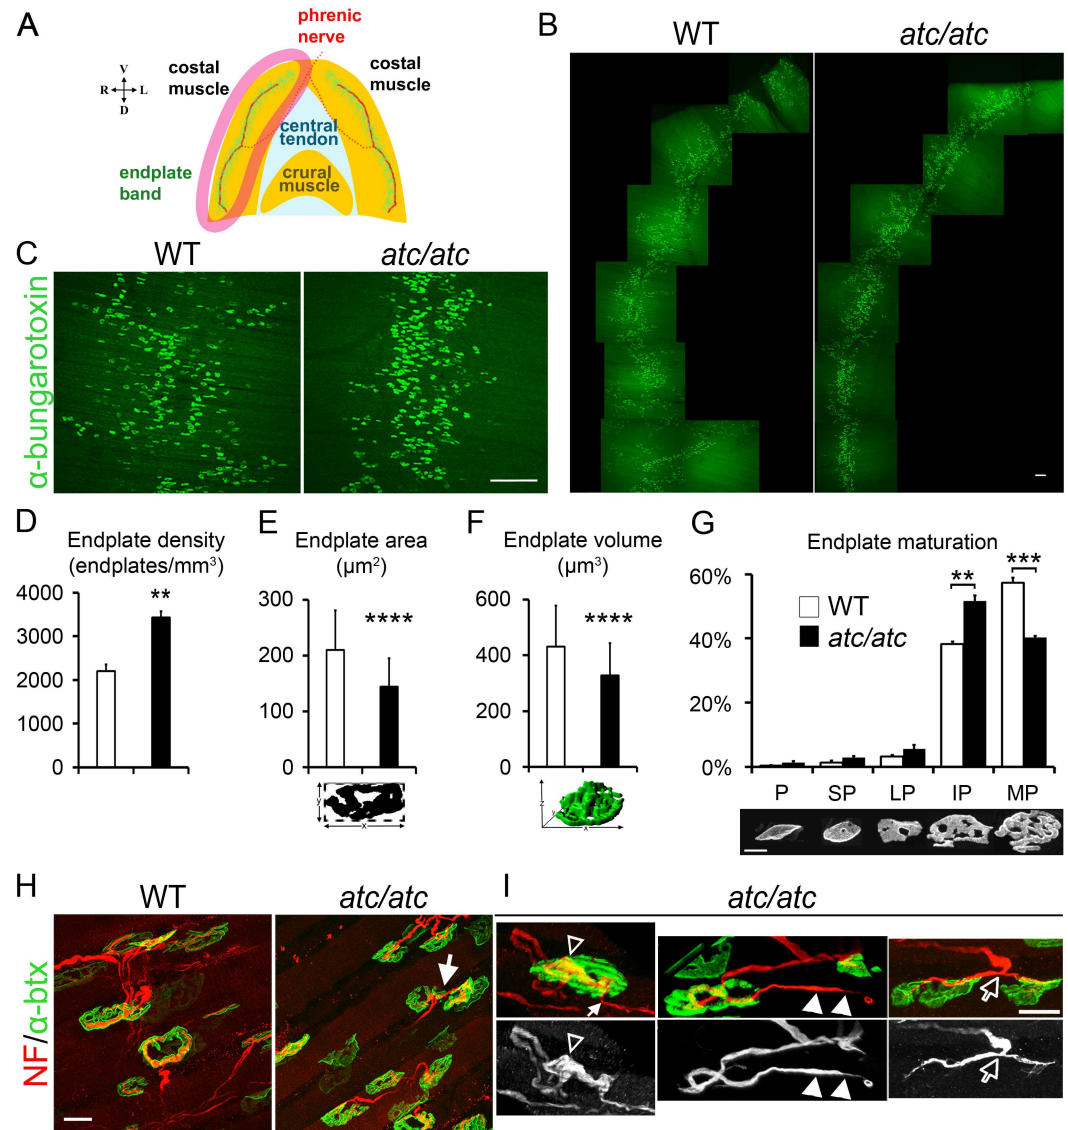 A
phrenic
nerve
costal
muscle
costal
muscle
V
R
L
D
central
tendon
endplate
band
crural
muscle
B
WT
atc/atc
C
WT
atc/atc
α-bungarotoxin
D
Endplate density
(endplates/mm³)
**
4000
3000
2000
1000
0
E
Endplate area
(µm²)
****
300
200
100
0
y
x
F
Endplate volume
(µm³)
****
600
400
200
0
z
y
x
G
Endplate maturation
60%
40%
20%
0%
WT
atc/atc
**
***
P
SP
LP
IP
MP
H
WT
atc/atc
NF/α-btx
I
atc/atc